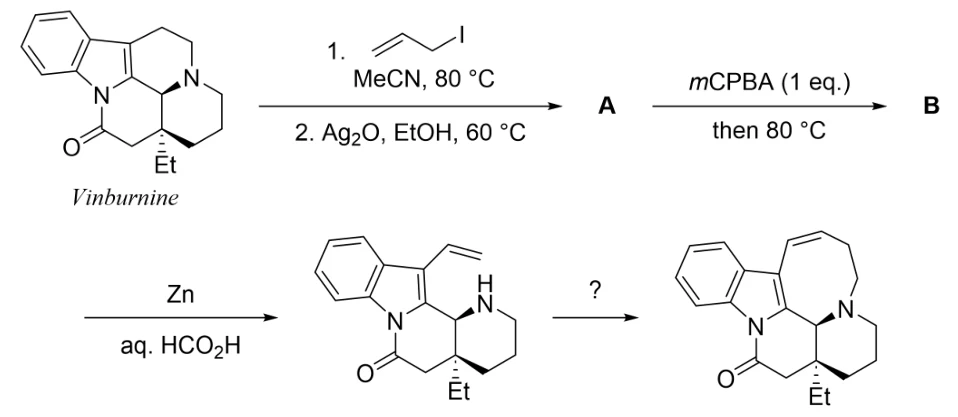 I
1.
MeCN, 80 °C
2. Ag₂O, EtOH, 60 °C
A
mCPBA (1 eq.)
then 80 °C
B
N
N
O
Et
Vinburnine
Zn
aq. HCO₂H
H
N
N
O
Et
?
N
N
O
Et